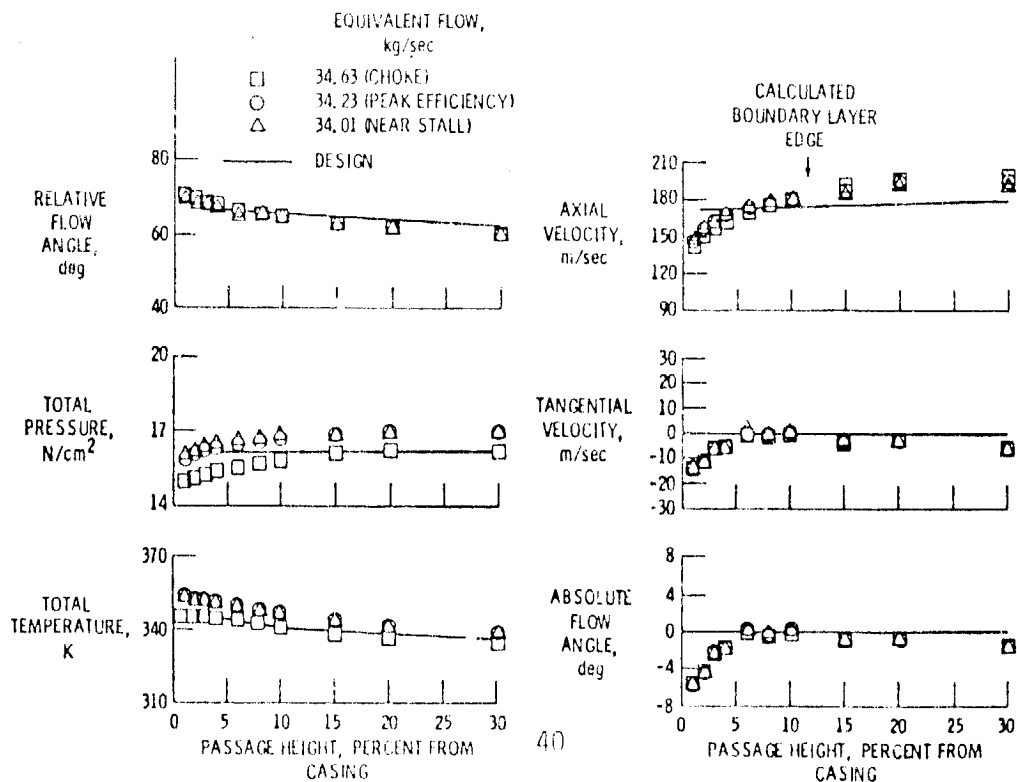 EQUIVALENT FLOW,
kg/sec
34.63 (CHOKE)
34.23 (PEAK EFFICIENCY)
34.01 (NEAR STALL)
DESIGN
80
60
40
RELATIVE
FLOW
ANGLE,
deg
20
17
14
TOTAL
PRESSURE,
N/cm2
370
340
310
TOTAL
TEMPERATURE,
K
0 5 10 15 20 25 30
PASSAGE HEIGHT, PERCENT FROM
CASING
CALCULATED
BOUNDARY LAYER
EDGE
210
180
150
120
90
AXIAL
VELOCITY,
m/sec
30
20
10
0
-10
-20
-30
TANGENTIAL
VELOCITY,
m/sec
8
4
0
-4
-8
ABSOLUTE
FLOW
ANGLE,
deg
0 5 10 15 20 25 30
PASSAGE HEIGHT, PERCENT FROM
CASING
40